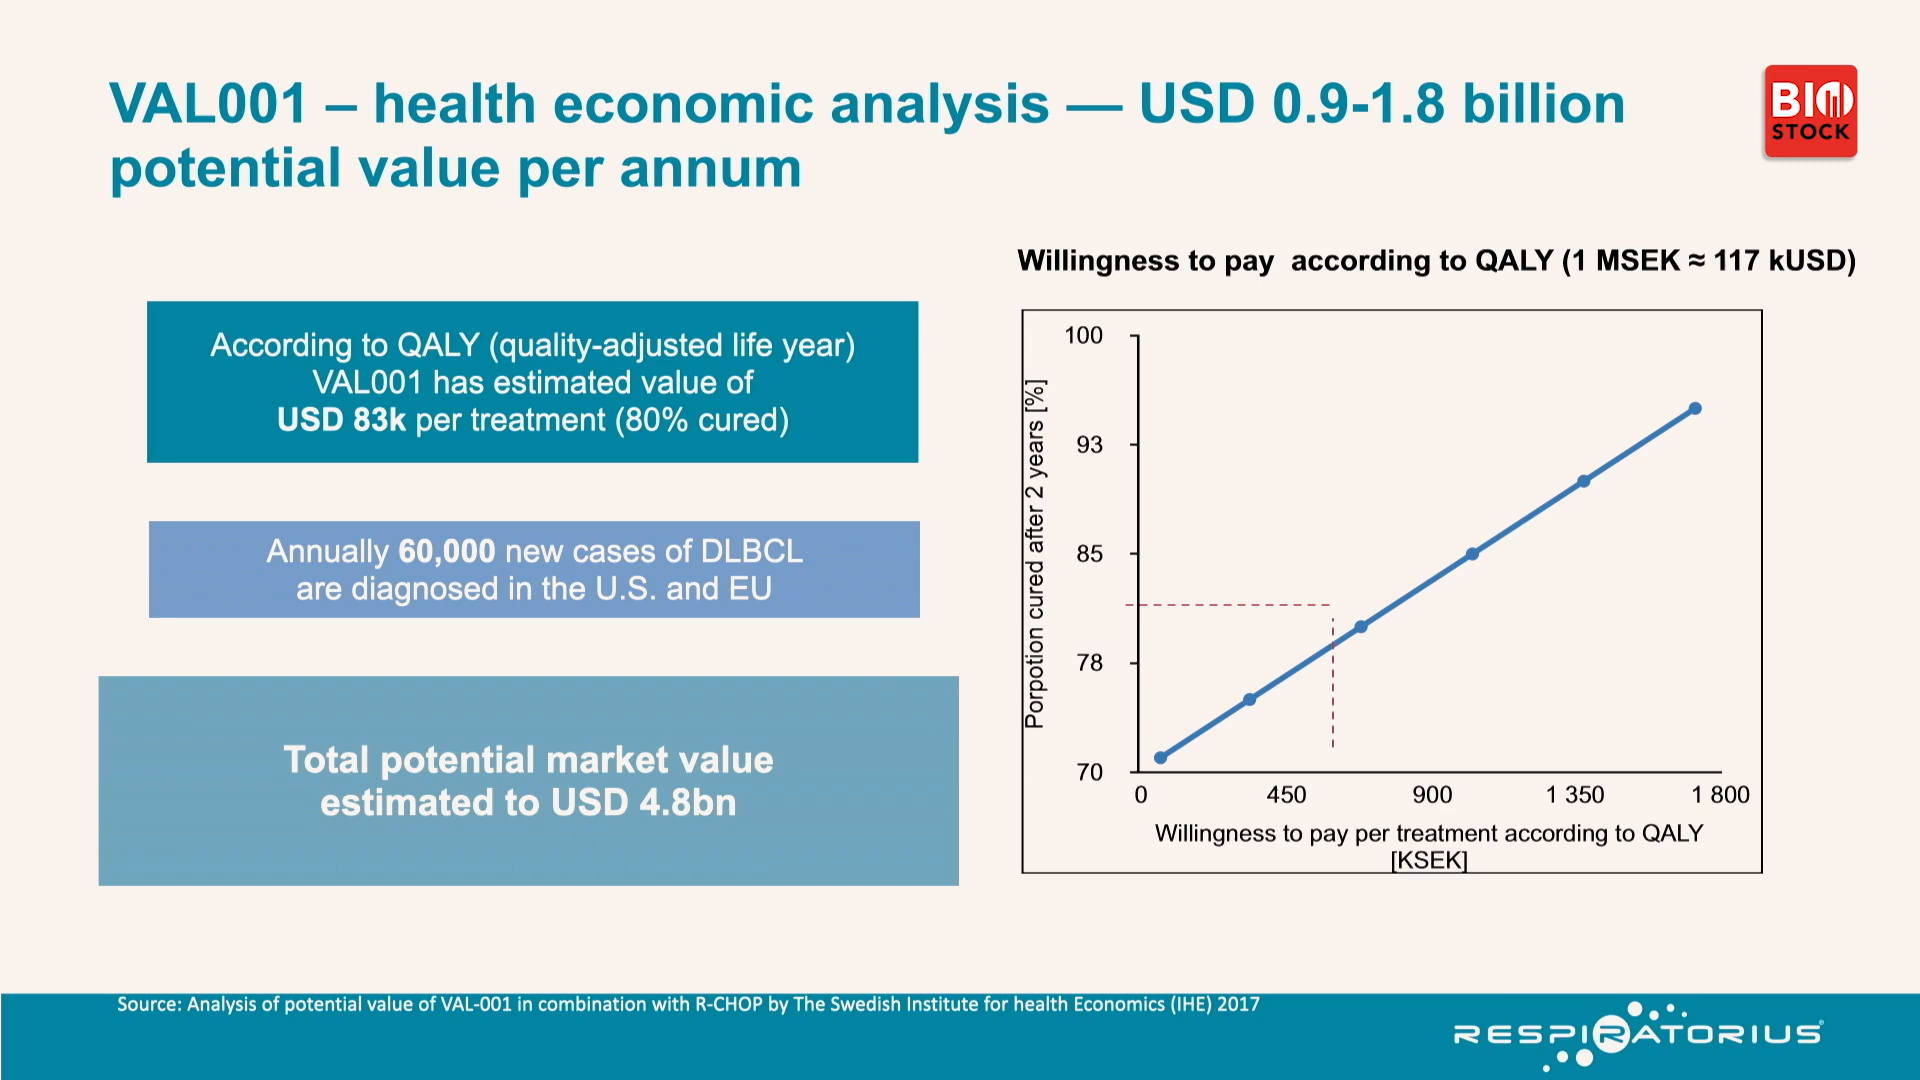 VAL001 – health economic analysis — USD 0.9-1.8 billion
potential value per annum
BIO
STOCK
According to QALY (quality-adjusted life year)
VAL001 has estimated value of
USD 83k per treatment (80% cured)
Annually 60,000 new cases of DLBCL
are diagnosed in the U.S. and EU
Total potential market value
estimated to USD 4.8bn
Willingness to pay  according to QALY (1 MSEK ≈ 117 kUSD)
Porpotion cured after 2 years [%]
100
93
85
78
70
0 450 900 1 350 1 800
Willingness to pay per treatment according to QALY
[KSEK]
Source: Analysis of potential value of VAL-001 in combination with R-CHOP by The Swedish Institute for health Economics (IHE) 2017
RESPIRATORIUS